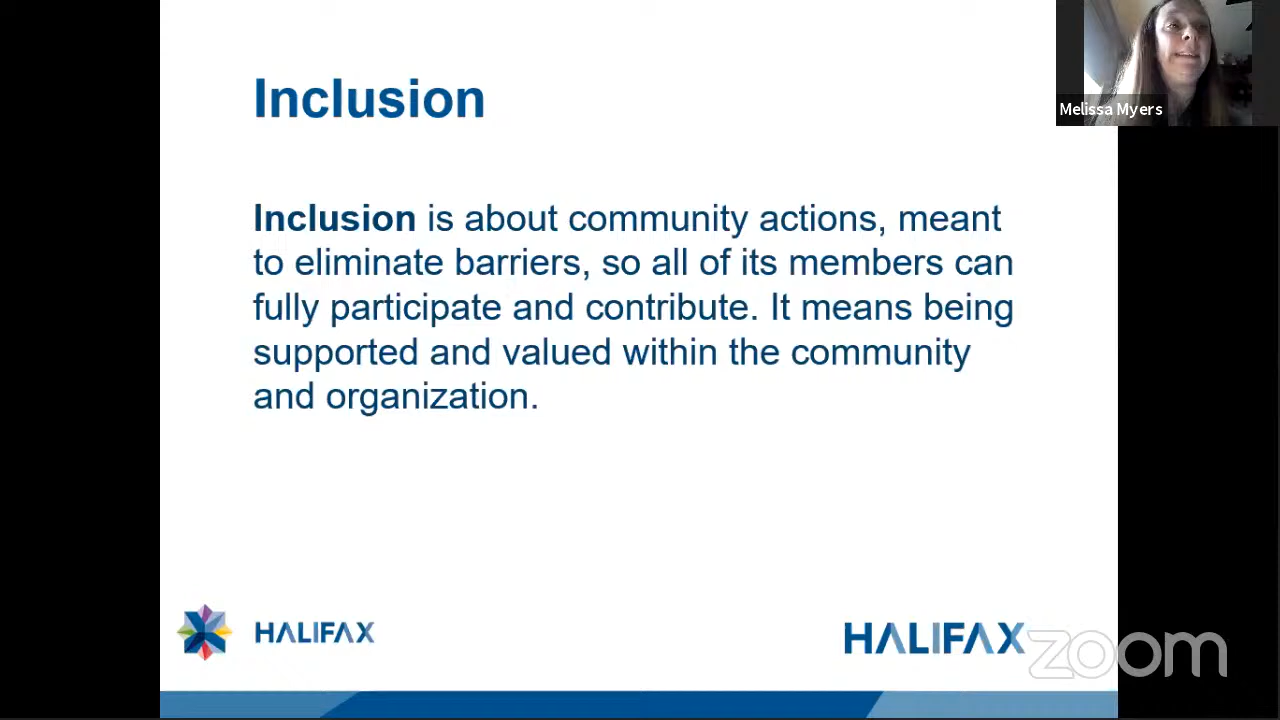 Inclusion
Melissa Myers
Inclusion is about community actions, meant
to eliminate barriers, so all of its members can
fully participate and contribute. It means being
supported and valued within the community
and organization.
HALIFAX
HALIFAX
zoom